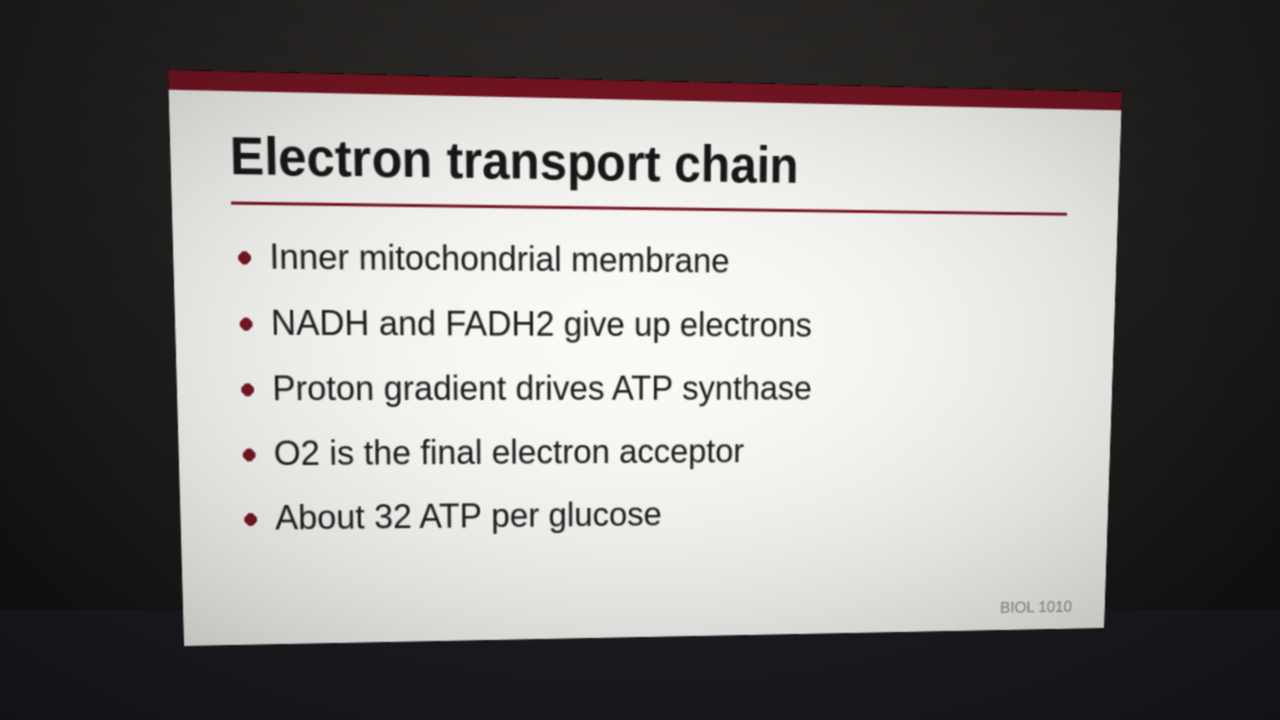 Electron transport chain
Inner mitochondrial membrane
NADH and FADH2 give up electrons
Proton gradient drives ATP synthase
O2 is the final electron acceptor
About 32 ATP per glucose
BIOL 1010